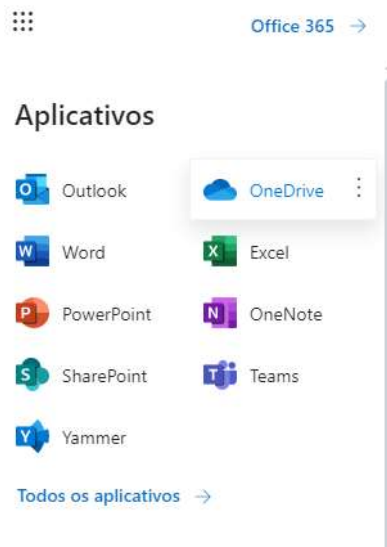 Office 365 →
Aplicativos
Outlook OneDrive
Word Excel
PowerPoint OneNote
SharePoint Teams
Yammer
Todos os aplicativos →